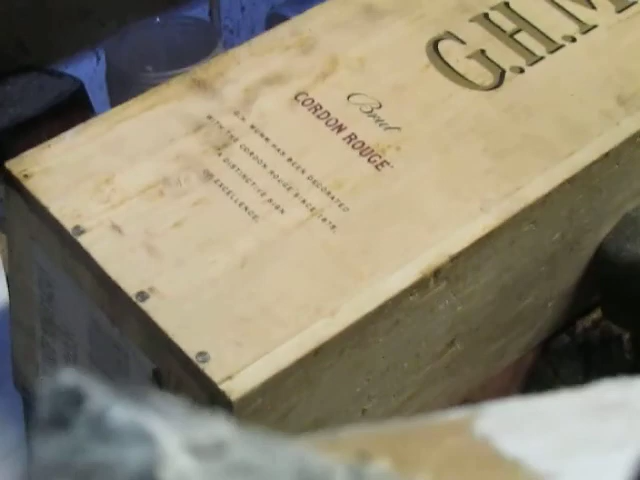 G.H.M
Brut
CORDON ROUGE
G.H. MUMM HAS BEEN DECORATED
WITH THE CORDON ROUGE SINCE 1876,
A DISTINCTIVE SIGN
OF EXCELLENCE.